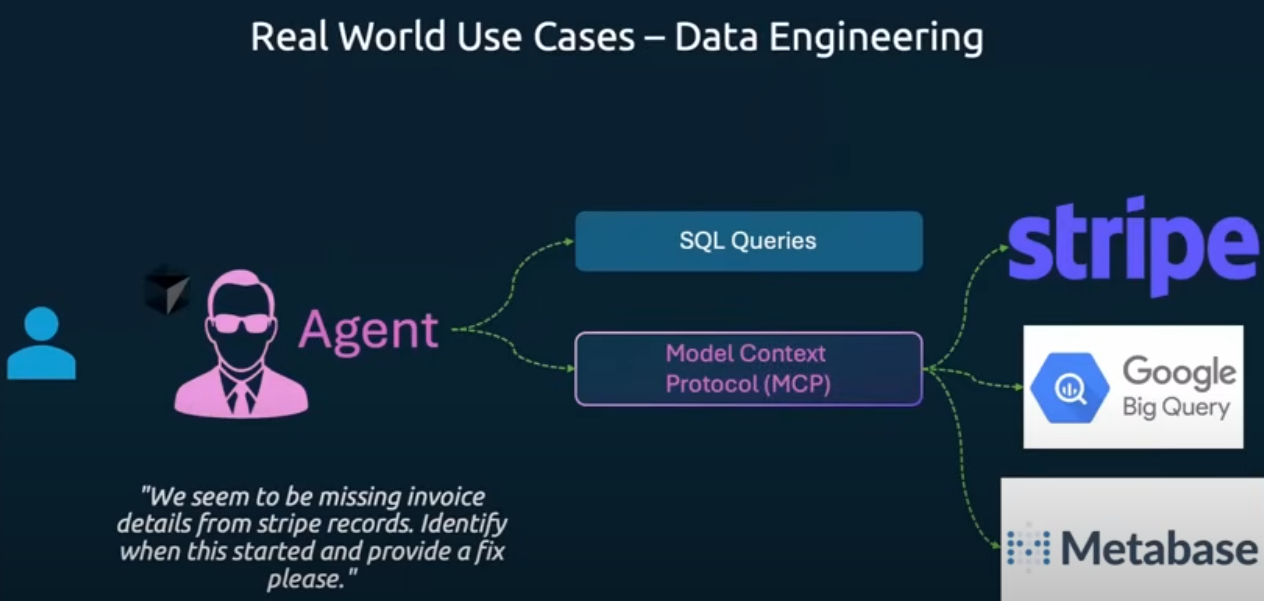 Real World Use Cases – Data Engineering
SQL Queries
stripe
Agent
Model Context
Protocol (MCP)
Google
Big Query
"We seem to be missing invoice
details from stripe records. Identify
when this started and provide a fix
please."
Metabase